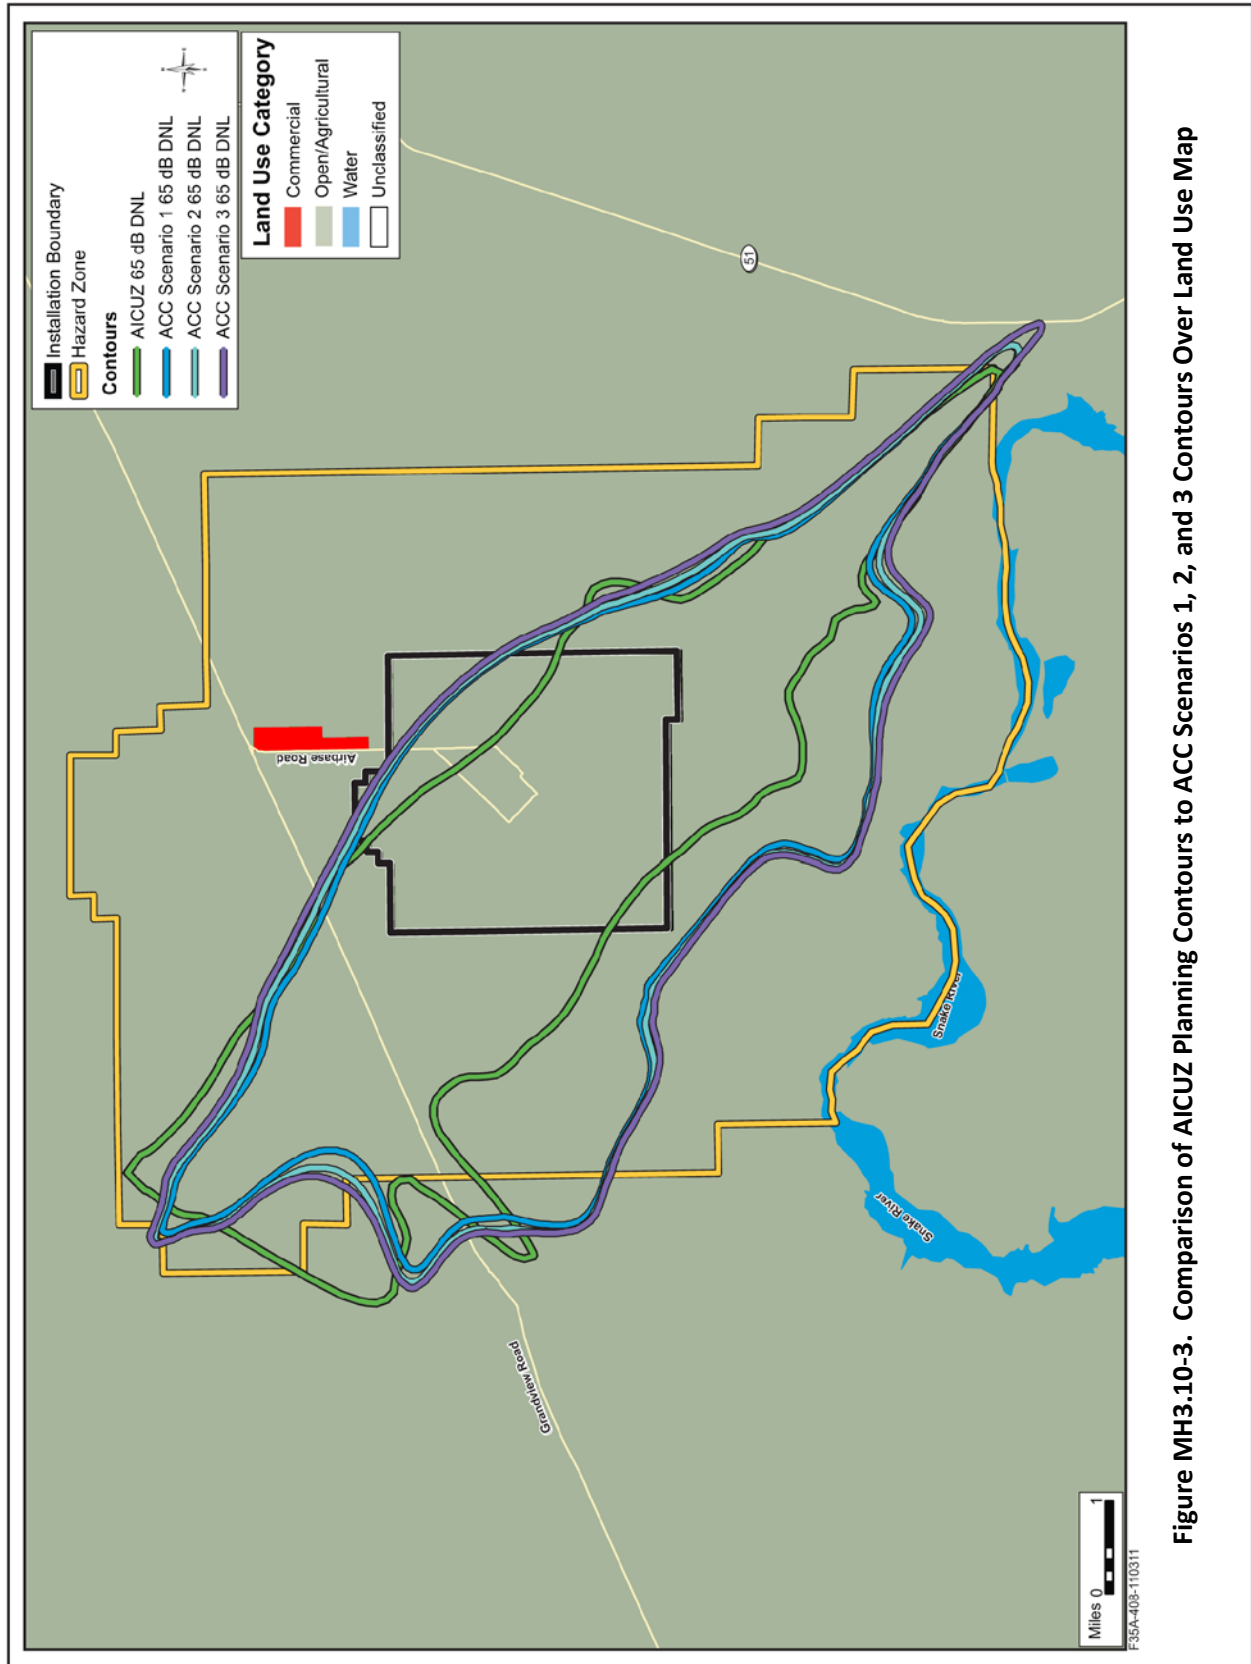 Installation Boundary
Hazard Zone
Contours
AICUZ 65 dB DNL
ACC Scenario 1 65 dB DNL
ACC Scenario 2 65 dB DNL
ACC Scenario 3 65 dB DNL
Land Use Category
Commercial
Open/Agricultural
Water
Unclassified
51
Airbase Road
Grandview Road
Snake River
Snake River
Miles 0 1
F35A-408-110311
Figure MH3.10-3. Comparison of AICUZ Planning Contours to ACC Scenarios 1, 2, and 3 Contours Over Land Use Map